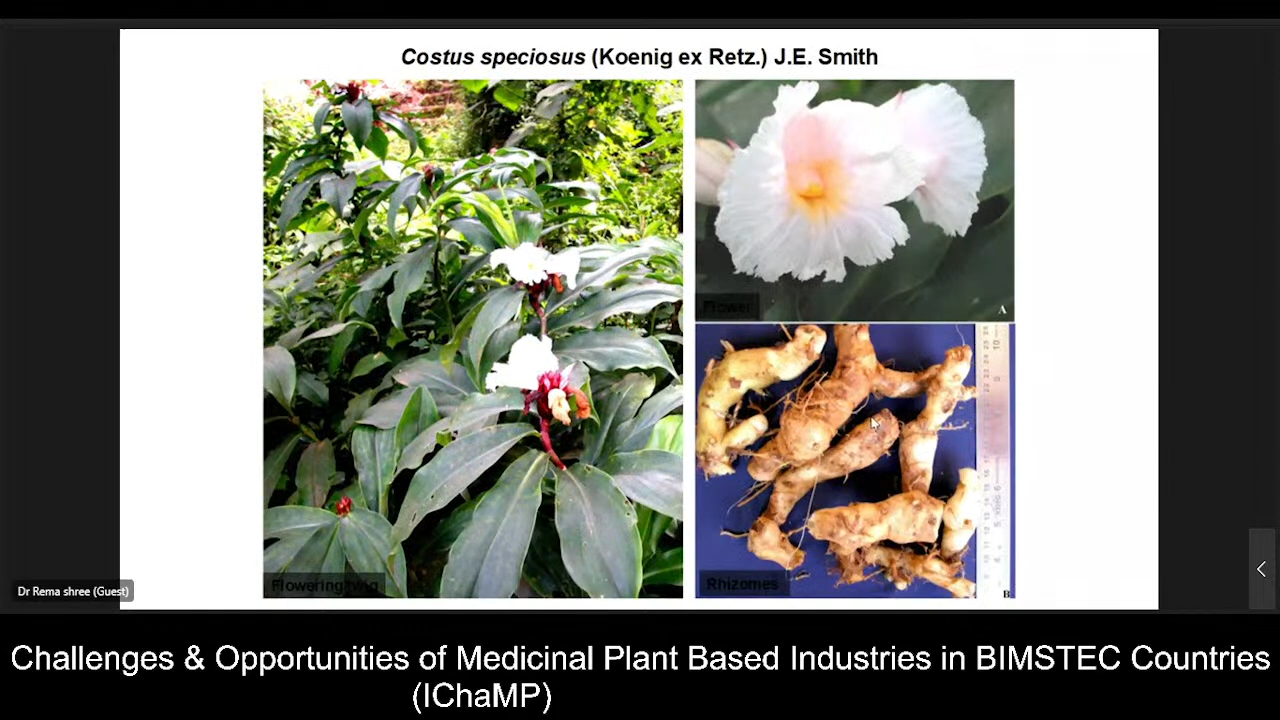 Costus speciosus (Koenig ex Retz.) J.E. Smith
Flowering twig
Flower
A
Rhizomes
B
Dr Rema shree (Guest)
Challenges & Opportunities of Medicinal Plant Based Industries in BIMSTEC Countries
(IChaMP)